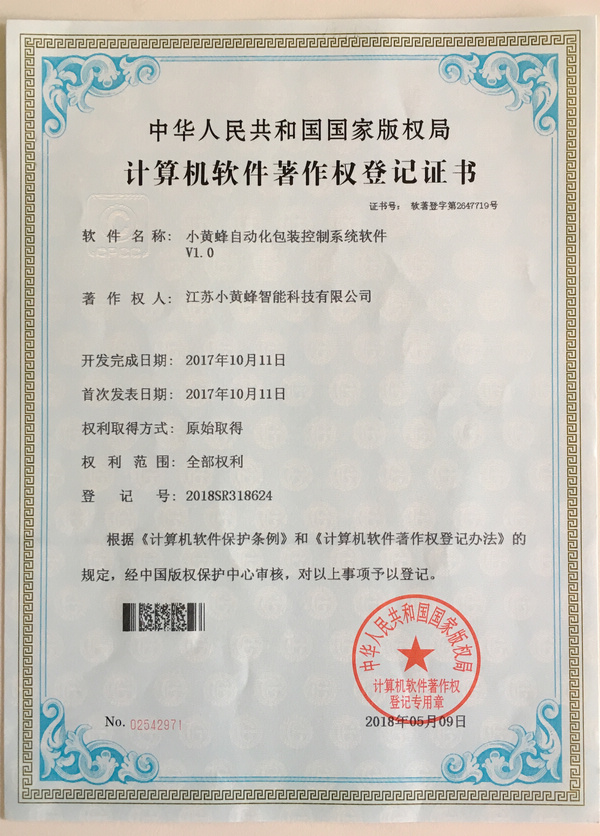 中华人民共和国国家版权局
计算机软件著作权登记证书
证书号： 软著登字第2647719号
软件名称： 小黄蜂自动化包装控制系统软件
V1.0
著作权人： 江苏小黄蜂智能科技有限公司
开发完成日期： 2017年10月11日
首次发表日期： 2017年10月11日
权利取得方式： 原始取得
权利范围： 全部权利
登记号： 2018SR318624
根据《计算机软件保护条例》和《计算机软件著作权登记办法》的
规定，经中国版权保护中心审核，对以上事项予以登记。
中华人民共和国国家版权局
计算机软件著作权
登记专用章
No. 02542971
2018年05月09日